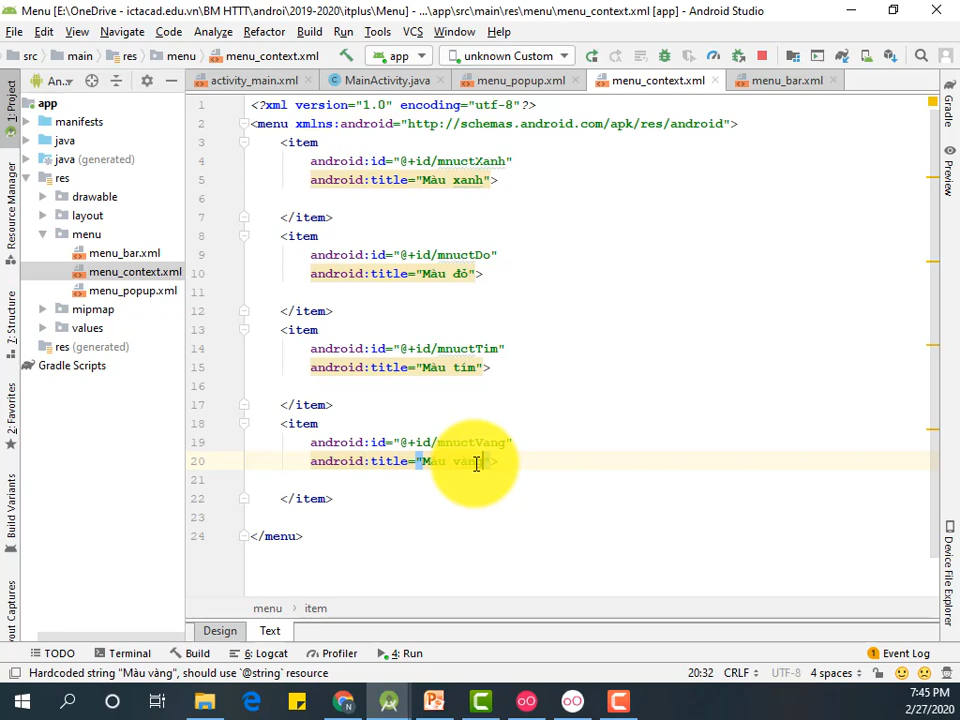 Menu [E:\OneDrive - ictacad.edu.vn\BM HTTT\androi\2019-2020\itplus\Menu] - ...\app\src\main\res\menu\menu_context.xml [app] - Android Studio
File Edit View Navigate Code Analyze Refactor Build Run Tools VCS Window Help
src main res menu menu_context.xml app unknown Custom
An... activity_main.xml MainActivity.java menu_popup.xml menu_context.xml menu_bar.xml
app
manifests
java
java (generated)
res
drawable
layout
menu
menu_bar.xml
menu_context.xml
menu_popup.xml
mipmap
values
res (generated)
Gradle Scripts
1: Project
Resource Manager
Z: Structure
2: Favorites
Build Variants
Layout Captures
1 <?xml version="1.0" encoding="utf-8"?>
2 <menu xmlns:android="http://schemas.android.com/apk/res/android">
3 <item
4 android:id="@+id/mnuctXanh"
5 android:title="Màu xanh">
6
7 </item>
8 <item
9 android:id="@+id/mnuctDo"
10 android:title="Màu đỏ">
11
12 </item>
13 <item
14 android:id="@+id/mnuctTim"
15 android:title="Màu tím">
16
17 </item>
18 <item
19 android:id="@+id/mnuctVang"
20 android:title="Màu vàng">
21
22 </item>
23
24 </menu>
Gradle
Preview
Device File Explorer
menu item
Design Text
TODO Terminal Build 6: Logcat Profiler 4: Run 1 Event Log
Hardcoded string "Màu vàng", should use `@string` resource 20:32 CRLF UTF-8 4 spaces
7:45 PM
2/27/2020